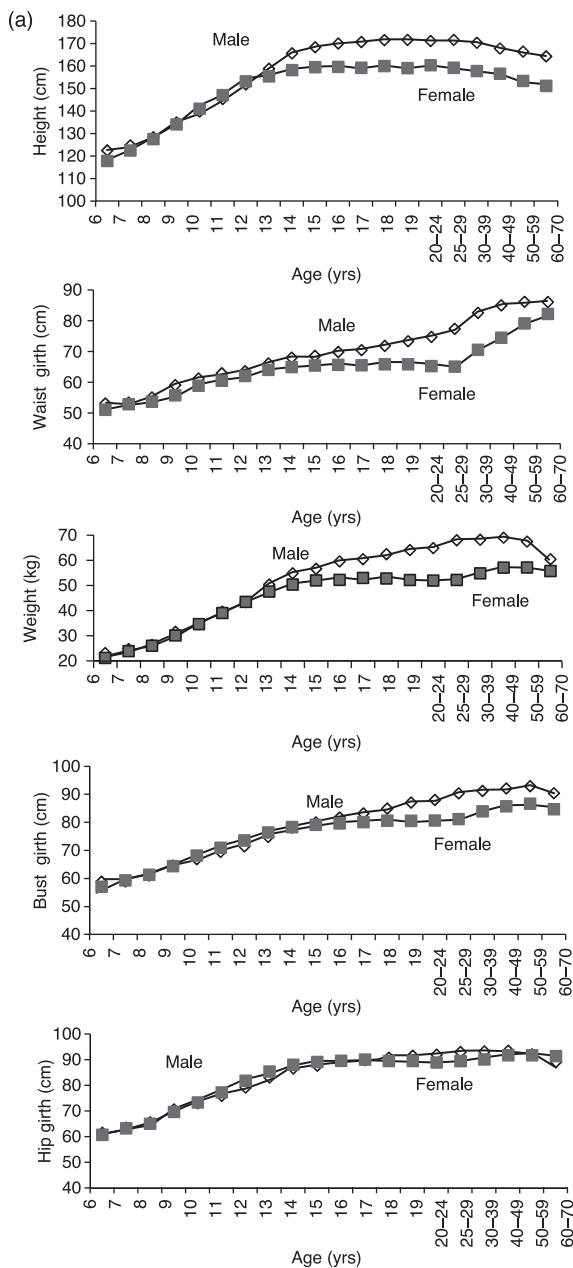 (a)
180
170
160
150
140
130
120
110
100
Height (cm)
Male
Female
6 7 8 9 10 11 12 13 14 15 16 17 18 19 20–24 25–29 30–39 40–49 50–59 60–70
Age (yrs)
90
80
70
60
50
40
Waist girth (cm)
Male
Female
6 7 8 9 10 11 12 13 14 15 16 17 18 19 20–24 25–29 30–39 40–49 50–59 60–70
Age (yrs)
70
60
50
40
30
20
Weight (kg)
Male
Female
6 7 8 9 10 11 12 13 14 15 16 17 18 19 20–24 25–29 30–39 40–49 50–59 60–70
Age (yrs)
100
90
80
70
60
50
40
Bust girth (cm)
Male
Female
6 7 8 9 10 11 12 13 14 15 16 17 18 19 20–24 25–29 30–39 40–49 50–59 60–70
Age (yrs)
100
90
80
70
60
50
40
Hip girth (cm)
Male
Female
6 7 8 9 10 11 12 13 14 15 16 17 18 19 20–24 25–29 30–39 40–49 50–59 60–70
Age (yrs)